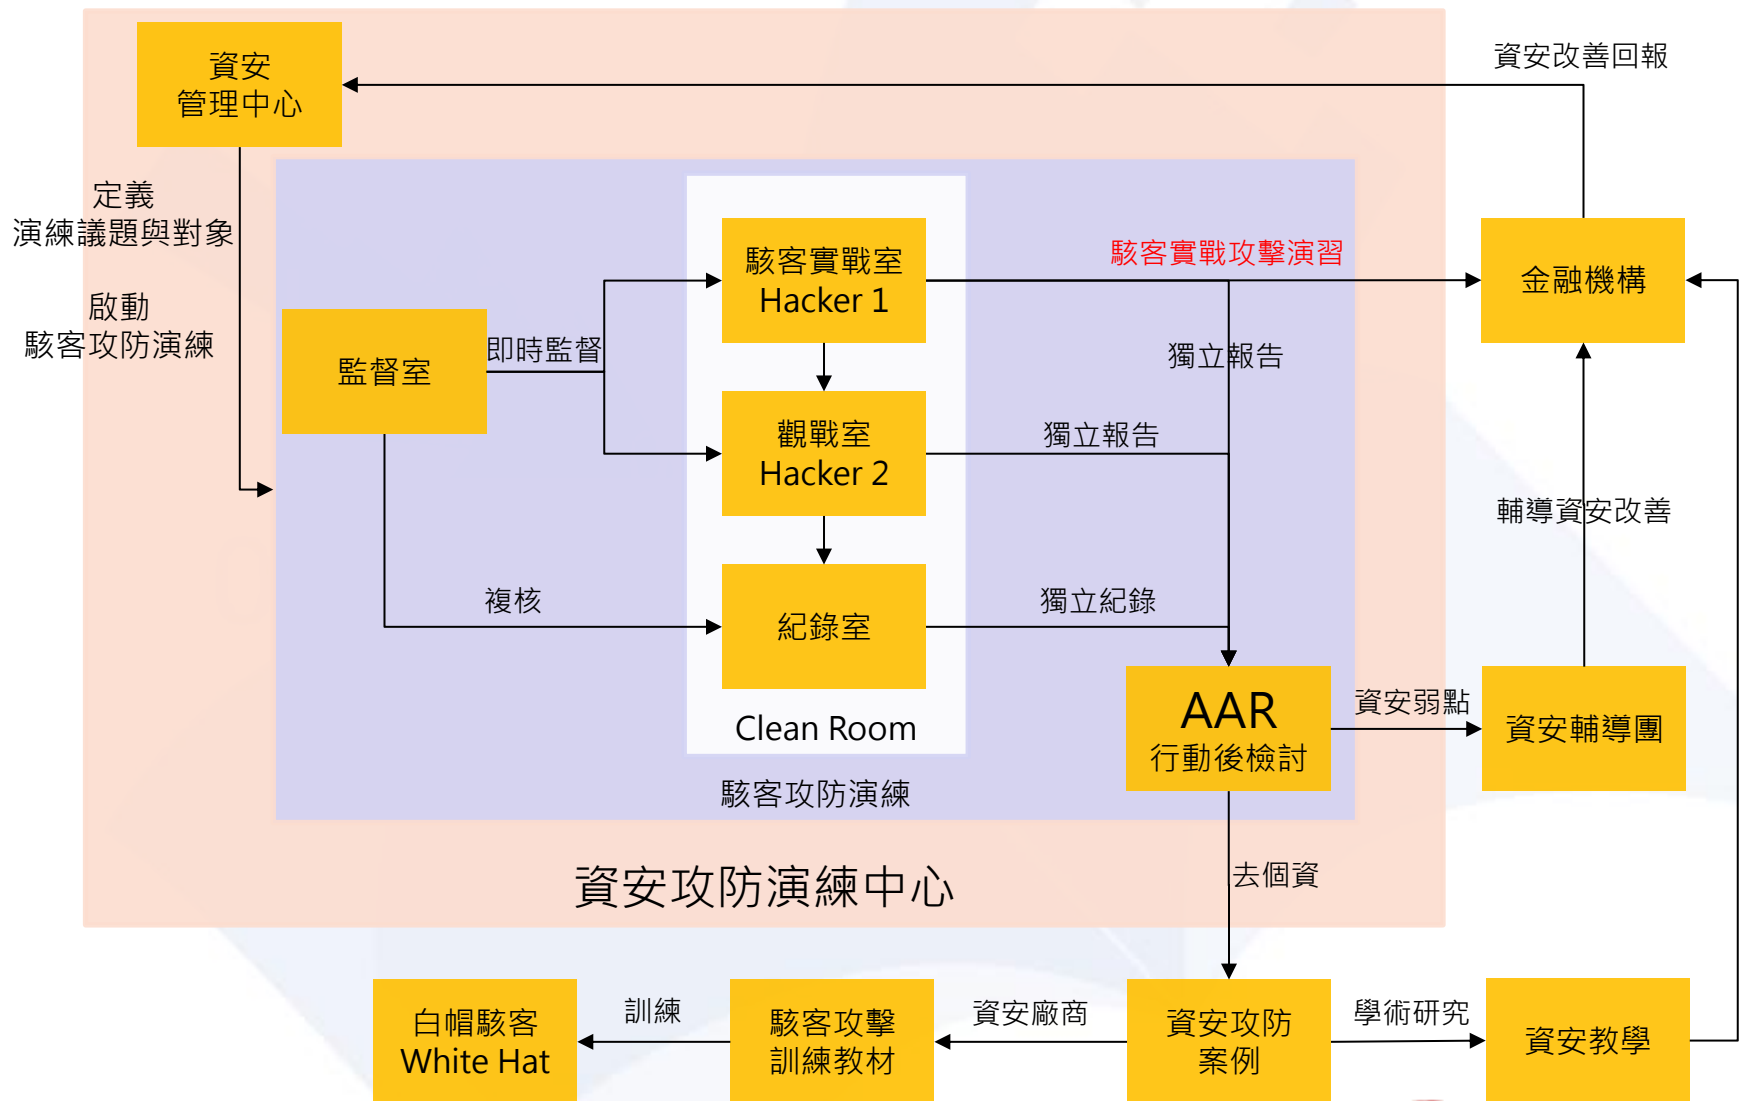 資安
管理中心
資安改善回報
定義
演練議題與對象
啟動
駭客攻防演練
監督室
即時監督
複核
駭客實戰室
Hacker 1
觀戰室
Hacker 2
紀錄室
Clean Room
駭客攻防演練
駭客實戰攻擊演習
獨立報告
獨立報告
獨立紀錄
金融機構
輔導資安改善
AAR
行動後檢討
資安弱點
資安輔導團
資安攻防演練中心
去個資
白帽駭客
White Hat
訓練
駭客攻擊
訓練教材
資安廠商
資安攻防
案例
學術研究
資安教學